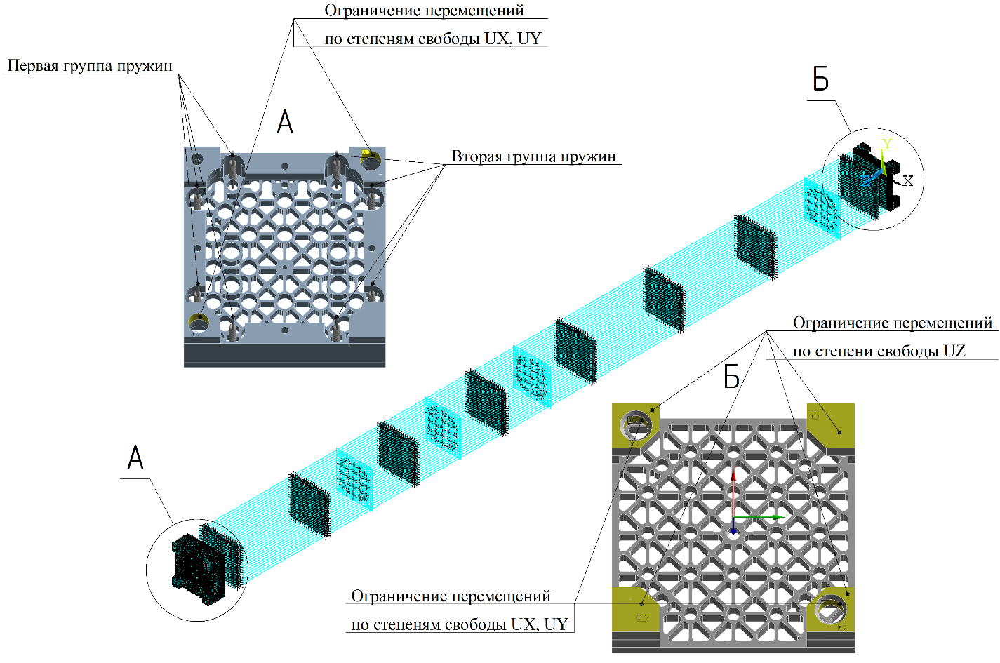 Ограничение перемещений
по степеням свободы UX, UY
Первая группа пружин
А
Б
Вторая группа пружин
Y
X
Ограничение перемещений
по степени свободы UZ
Б
А
Ограничение перемещений
по степеням свободы UX, UY